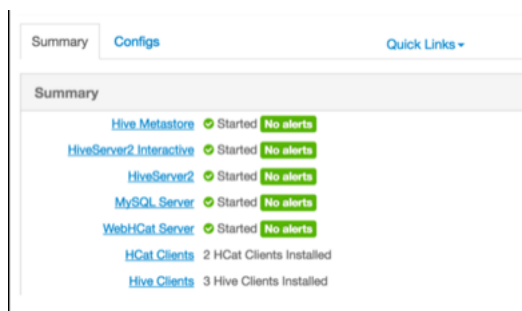 Summary Configs Quick Links
Summary
Hive Metastore Started No alerts
HiveServer2 Interactive Started No alerts
HiveServer2 Started No alerts
MySQL Server Started No alerts
WebHCat Server Started No alerts
HCat Clients 2 HCat Clients Installed
Hive Clients 3 Hive Clients Installed